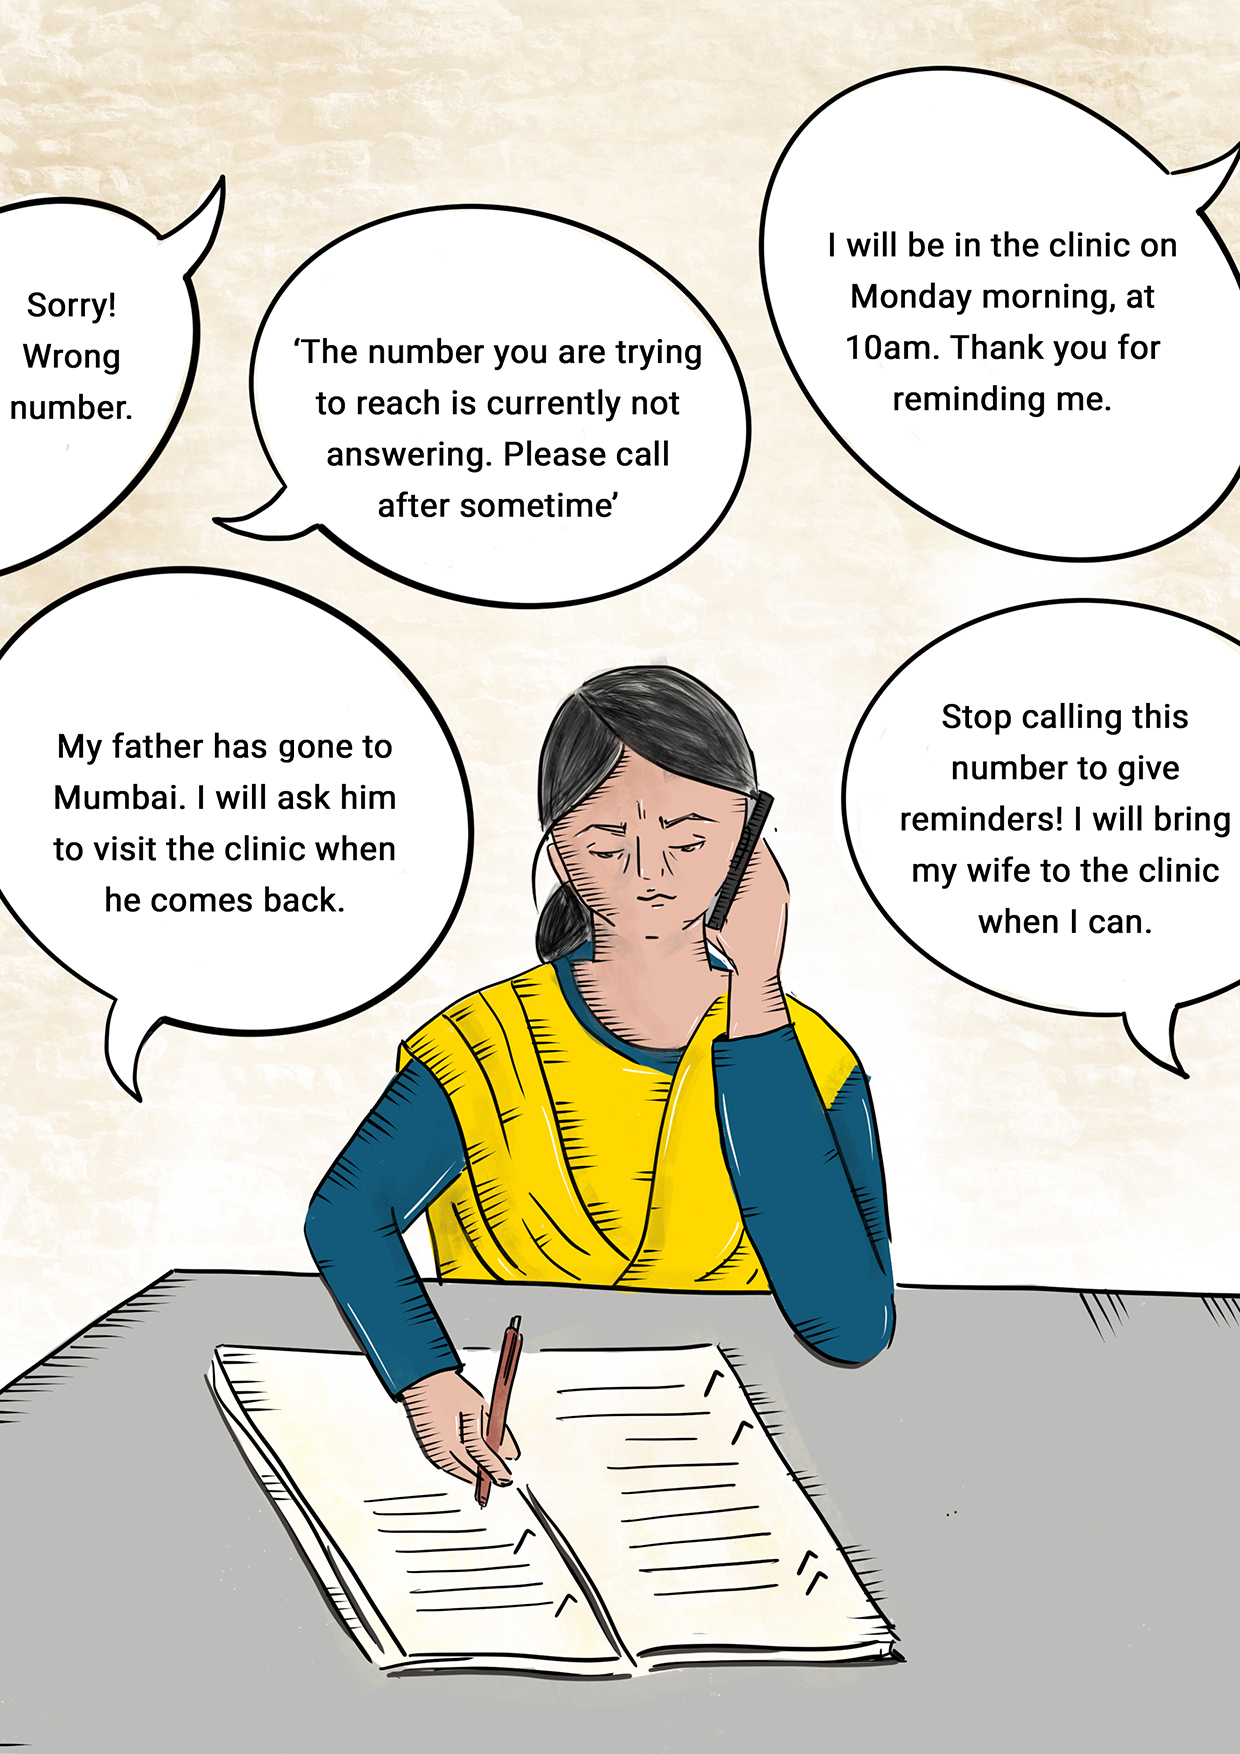 Sorry!
Wrong
number.
‘The number you are trying
to reach is currently not
answering. Please call
after sometime’
I will be in the clinic on
Monday morning, at
10am. Thank you for
reminding me.
My father has gone to
Mumbai. I will ask him
to visit the clinic when
he comes back.
Stop calling this
number to give
reminders! I will bring
my wife to the clinic
when I can.